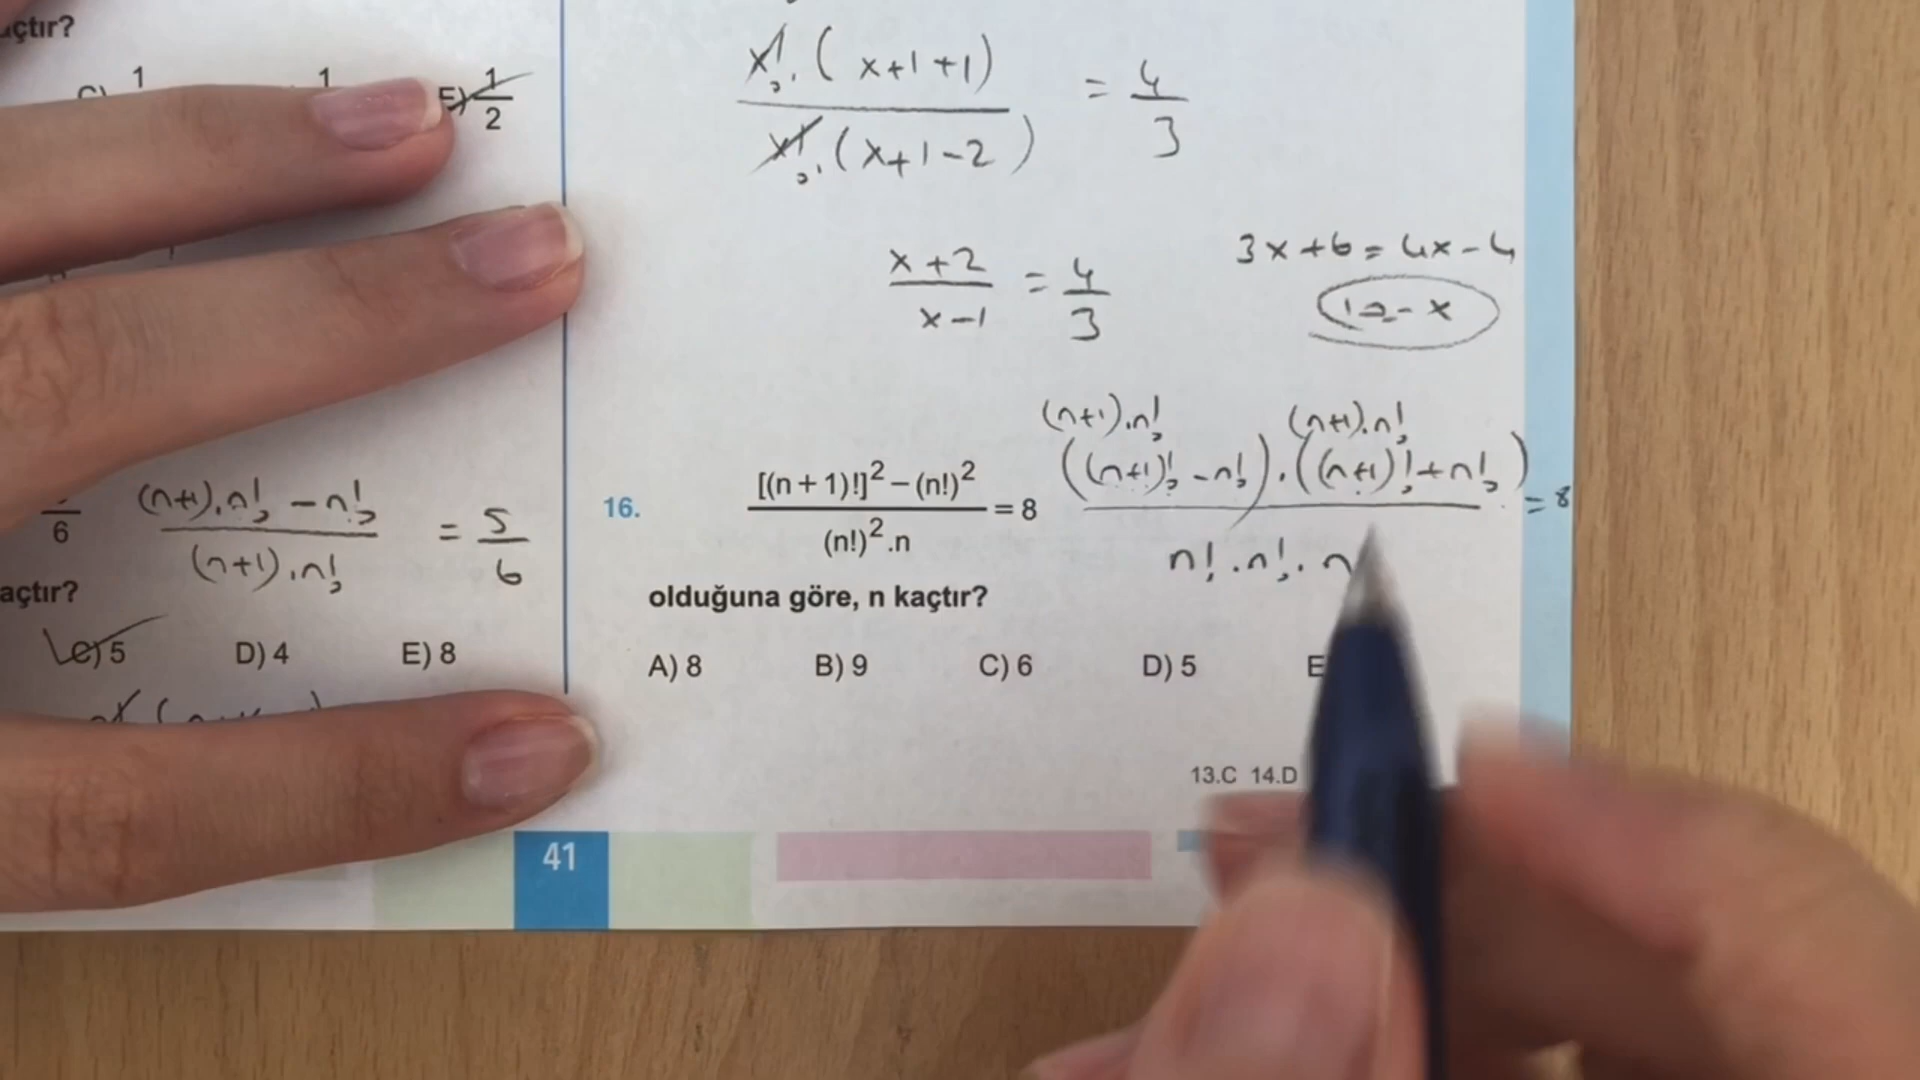 açtır?
C) 1
1
E) 1/2
6
(n+1).n! - n! / (n+1).n! = 5/6
açtır?
C) 5 D) 4 E) 8
x!.(x+1+1) / x!.(x+1-2) = 4/3
x+2 / x-1 = 4/3
3x+6=4x-4
(n+1).n! (n+1).n!
16. [(n+1)!]² – (n!)² / (n!)².n = 8
((n+1)! - n!).((n+1)!+n!) / n!.n!.n = 8
olduğuna göre, n kaçtır?
A) 8 B) 9 C) 6 D) 5 E
13.C 14.D
41